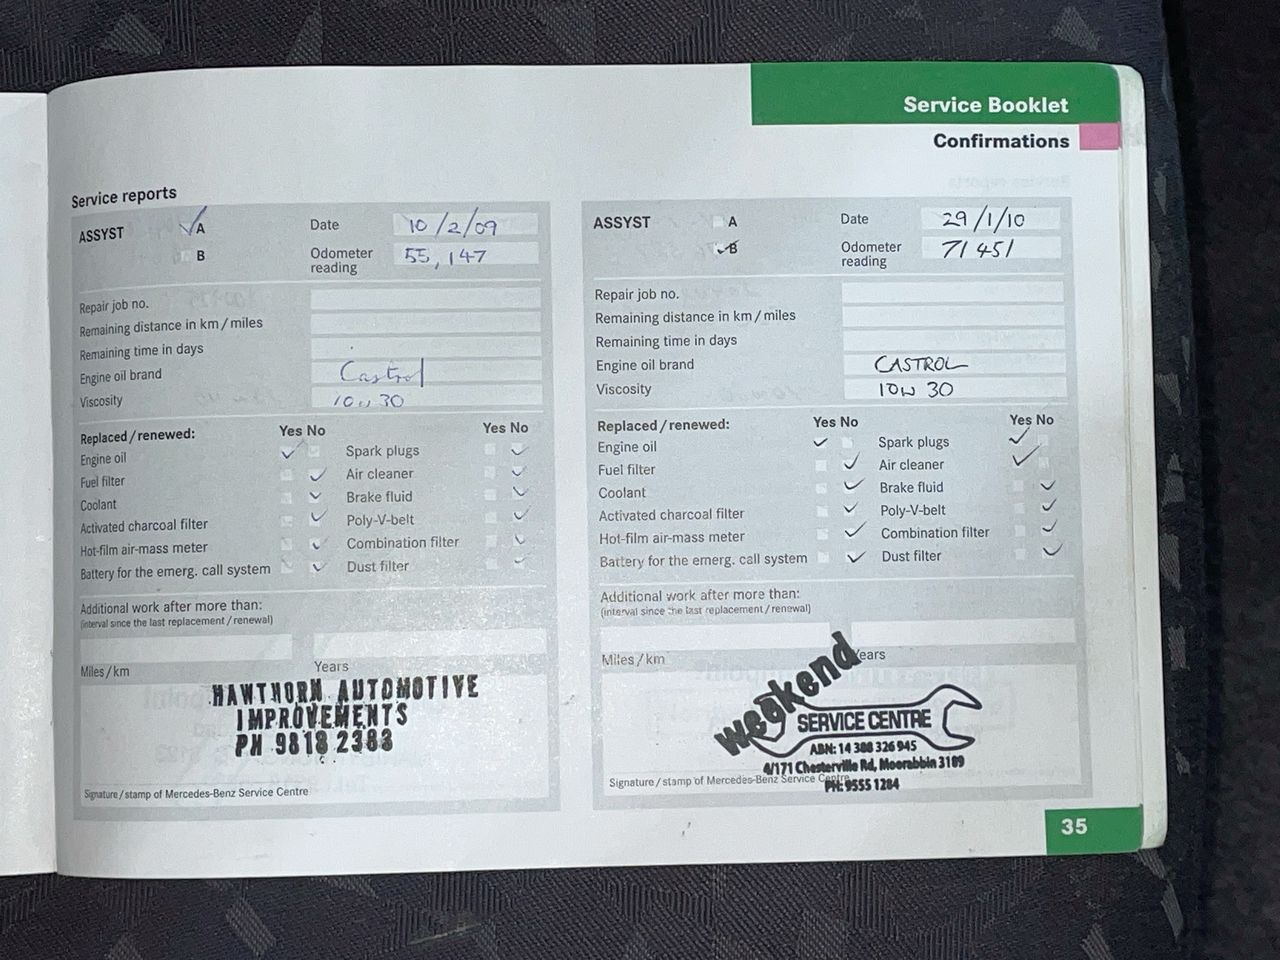 Service Booklet
Confirmations
Service reports
ASSYST A
B
Date 10/2/09
Odometer reading 55,147
Repair job no.
Remaining distance in km/miles
Remaining time in days
Engine oil brand Castrol
Viscosity 10w 30
Replaced/renewed: Yes No Yes No
Engine oil Spark plugs
Fuel filter Air cleaner
Coolant Brake fluid
Activated charcoal filter Poly-V-belt
Hot-film air-mass meter Combination filter
Battery for the emerg. call system Dust filter
Additional work after more than:
(interval since the last replacement/renewal)
Miles/km Years
HAWTHORN AUTOMOTIVE
IMPROVEMENTS
PH 9818 2383
Signature/stamp of Mercedes-Benz Service Centre
ASSYST A
B
Date 29/1/10
Odometer reading 71451
Repair job no.
Remaining distance in km/miles
Remaining time in days
Engine oil brand CASTROL
Viscosity 10w 30
Replaced/renewed: Yes No Yes No
Engine oil Spark plugs
Fuel filter Air cleaner
Coolant Brake fluid
Activated charcoal filter Poly-V-belt
Hot-film air-mass meter Combination filter
Battery for the emerg. call system Dust filter
Additional work after more than:
(interval since the last replacement/renewal)
Miles/km Years
weekend
SERVICE CENTRE
ABN: 14 388 326 945
4/171 Chesterville Rd, Moorabbin 3189
Signature/stamp of Mercedes-Benz Service Centre
PH: 9555 1284
35